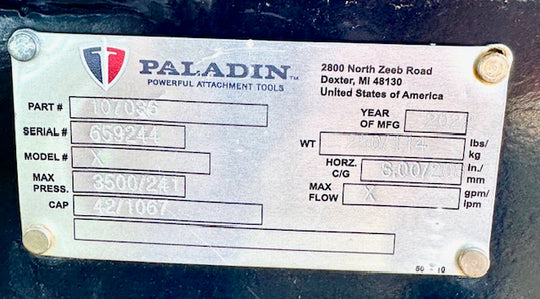 PALADIN™
POWERFUL ATTACHMENT TOOLS
2800 North Zeeb Road
Dexter, MI 48130
United States of America
PART #
SERIAL # 659244
MODEL # X
MAX PRESS. 3500/241
CAP 42/1067
YEAR OF MFG
WT lbs/kg
HORZ. C/G in./mm
MAX FLOW X gpm/lpm